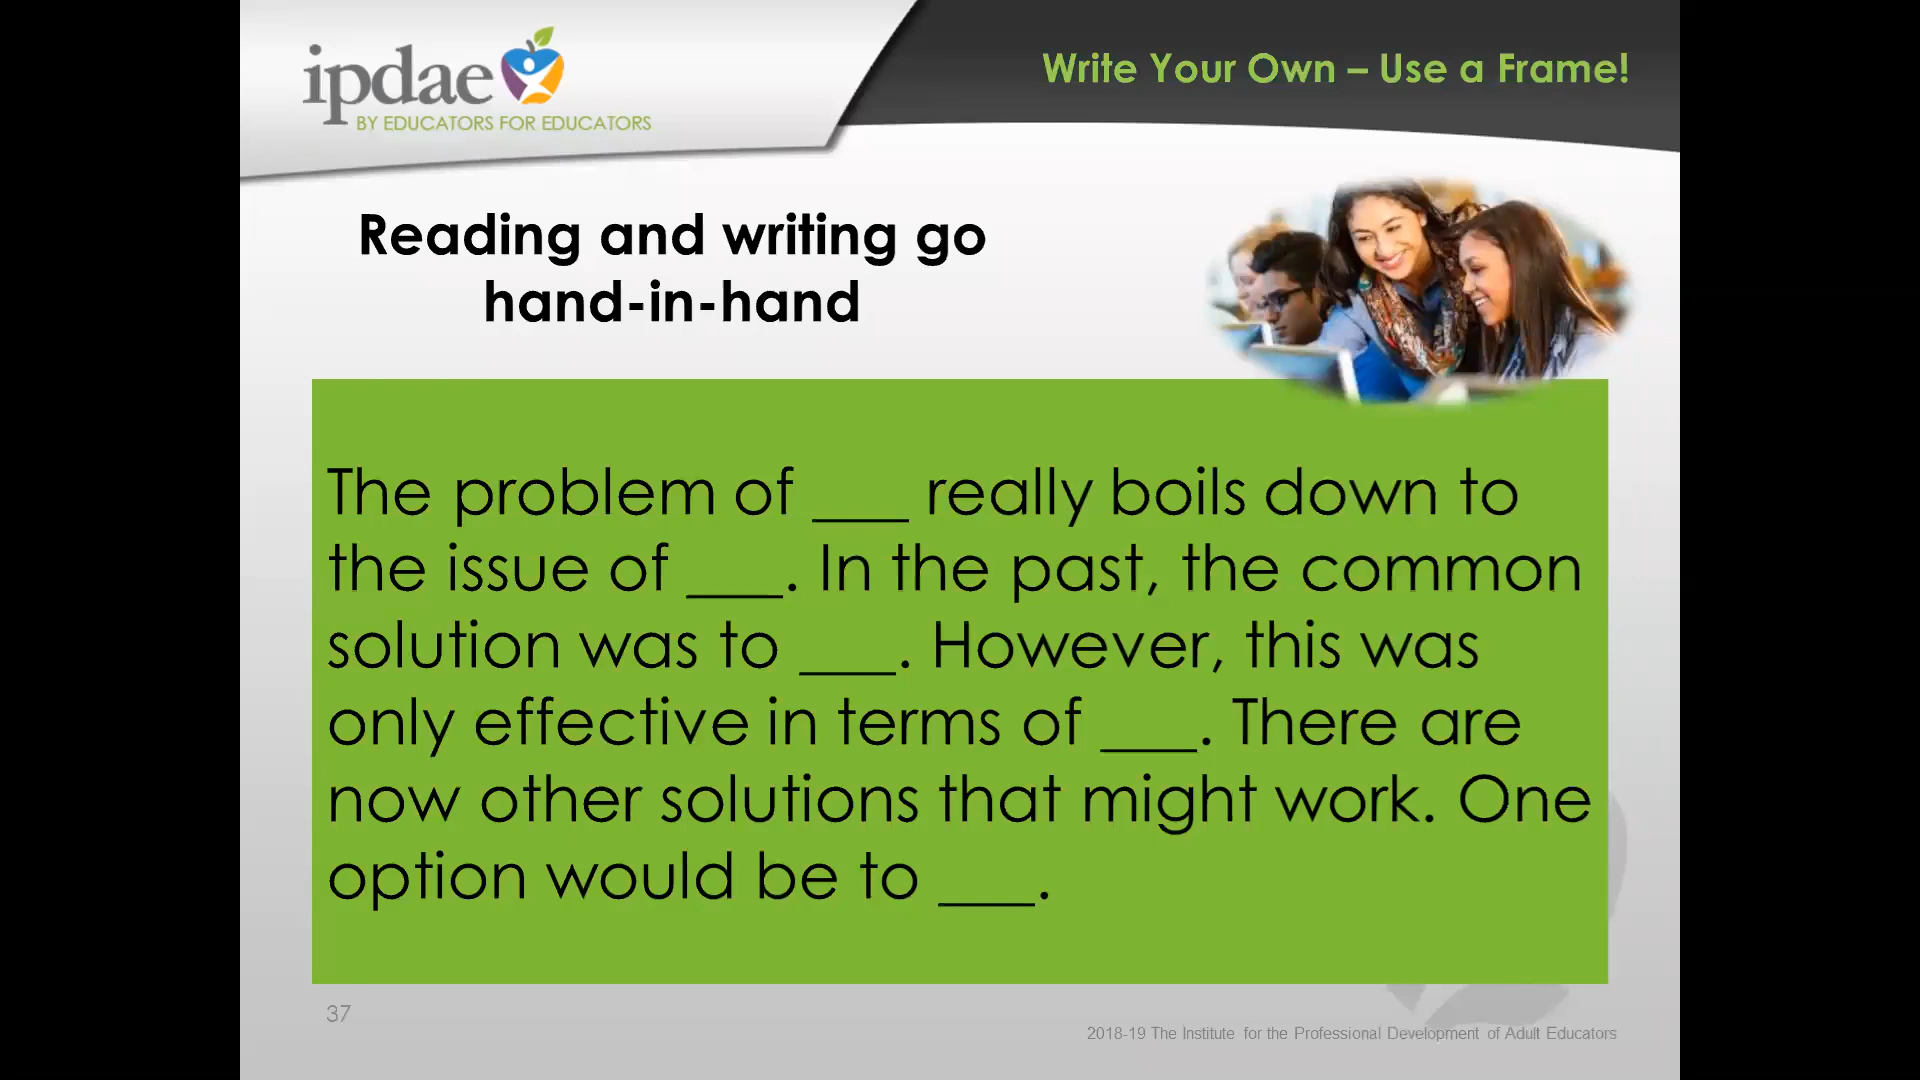 ipdae
BY EDUCATORS FOR EDUCATORS
Write Your Own – Use a Frame!
Reading and writing go
hand-in-hand
The problem of ___ really boils down to
the issue of ___. In the past, the common
solution was to ___. However, this was
only effective in terms of ___. There are
now other solutions that might work. One
option would be to ___.
37
2018-19 The Institute for the Professional Development of Adult Educators